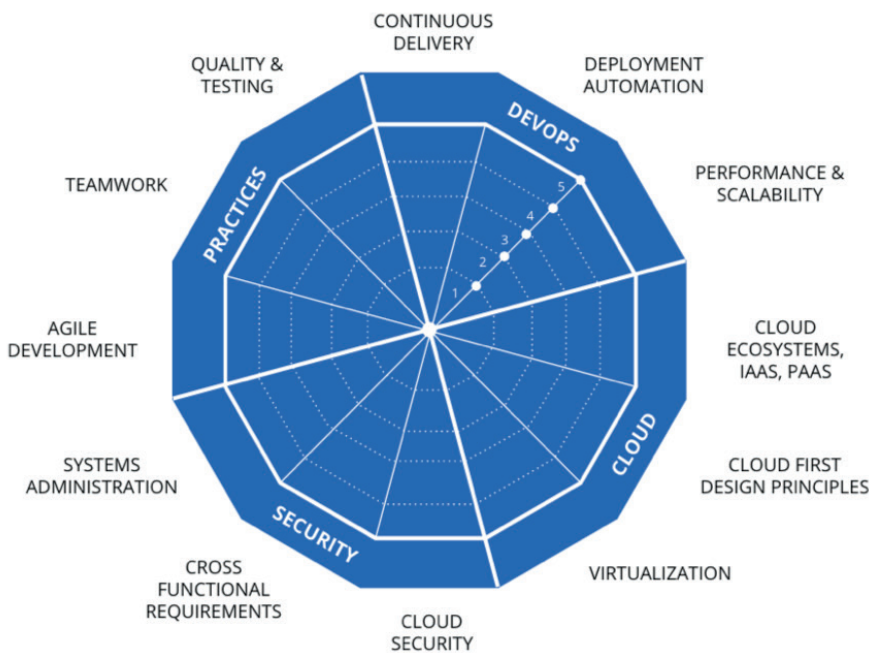 CONTINUOUS
DELIVERY
DEPLOYMENT
AUTOMATION
PERFORMANCE &
SCALABILITY
CLOUD
ECOSYSTEMS,
IAAS, PAAS
CLOUD FIRST
DESIGN PRINCIPLES
VIRTUALIZATION
CLOUD
SECURITY
CROSS
FUNCTIONAL
REQUIREMENTS
SYSTEMS
ADMINISTRATION
AGILE
DEVELOPMENT
TEAMWORK
QUALITY &
TESTING
DEVOPS
CLOUD
SECURITY
PRACTICES
1
2
3
4
5